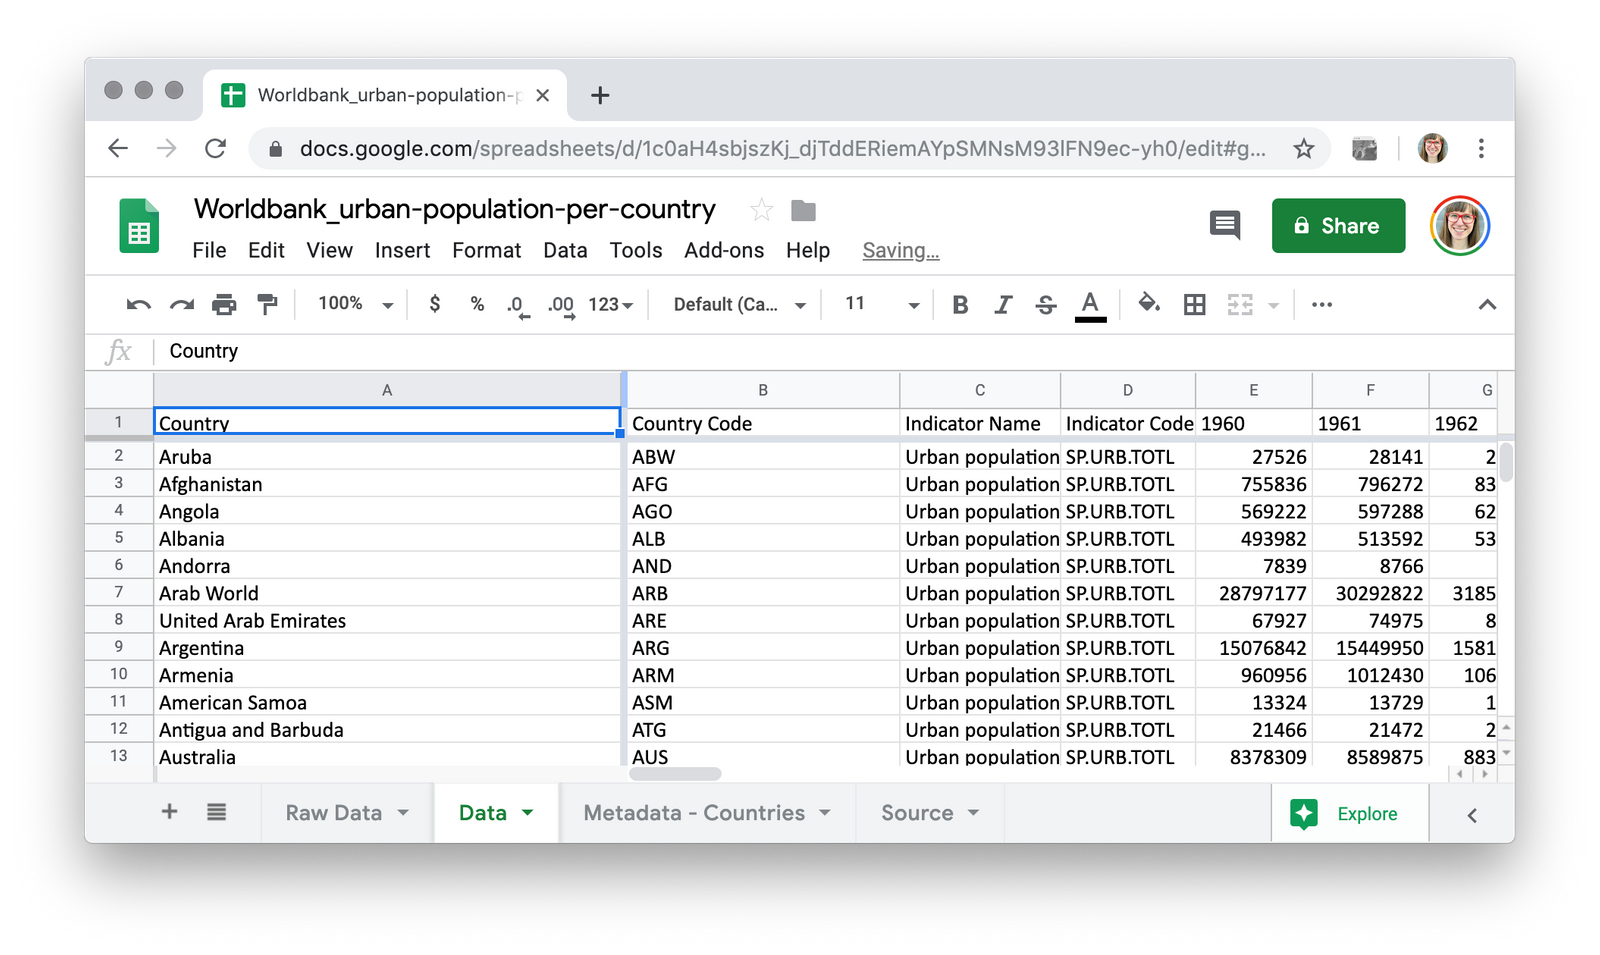 Worldbank_urban-population-
docs.google.com/spreadsheets/d/1c0aH4sbjszKj_djTddERiemAYpSMNsM93lFN9ec-yh0/edit#g...
Worldbank_urban-population-per-country
File Edit View Insert Format Data Tools Add-ons Help Saving...
Share
100% $ % .0 .00 123 Default (Ca... 11 B I S A ...
fx Country
A B C D E F G
1 Country Country Code Indicator Name Indicator Code 1960 1961 1962
2 Aruba ABW Urban population SP.URB.TOTL 27526 28141 2
3 Afghanistan AFG Urban population SP.URB.TOTL 755836 796272 83
4 Angola AGO Urban population SP.URB.TOTL 569222 597288 62
5 Albania ALB Urban population SP.URB.TOTL 493982 513592 53
6 Andorra AND Urban population SP.URB.TOTL 7839 8766
7 Arab World ARB Urban population SP.URB.TOTL 28797177 30292822 3185
8 United Arab Emirates ARE Urban population SP.URB.TOTL 67927 74975 8
9 Argentina ARG Urban population SP.URB.TOTL 15076842 15449950 1581
10 Armenia ARM Urban population SP.URB.TOTL 960956 1012430 106
11 American Samoa ASM Urban population SP.URB.TOTL 13324 13729 1
12 Antigua and Barbuda ATG Urban population SP.URB.TOTL 21466 21472 2
13 Australia AUS Urban population SP.URB.TOTL 8378309 8589875 883
Raw Data Data Metadata - Countries Source Explore